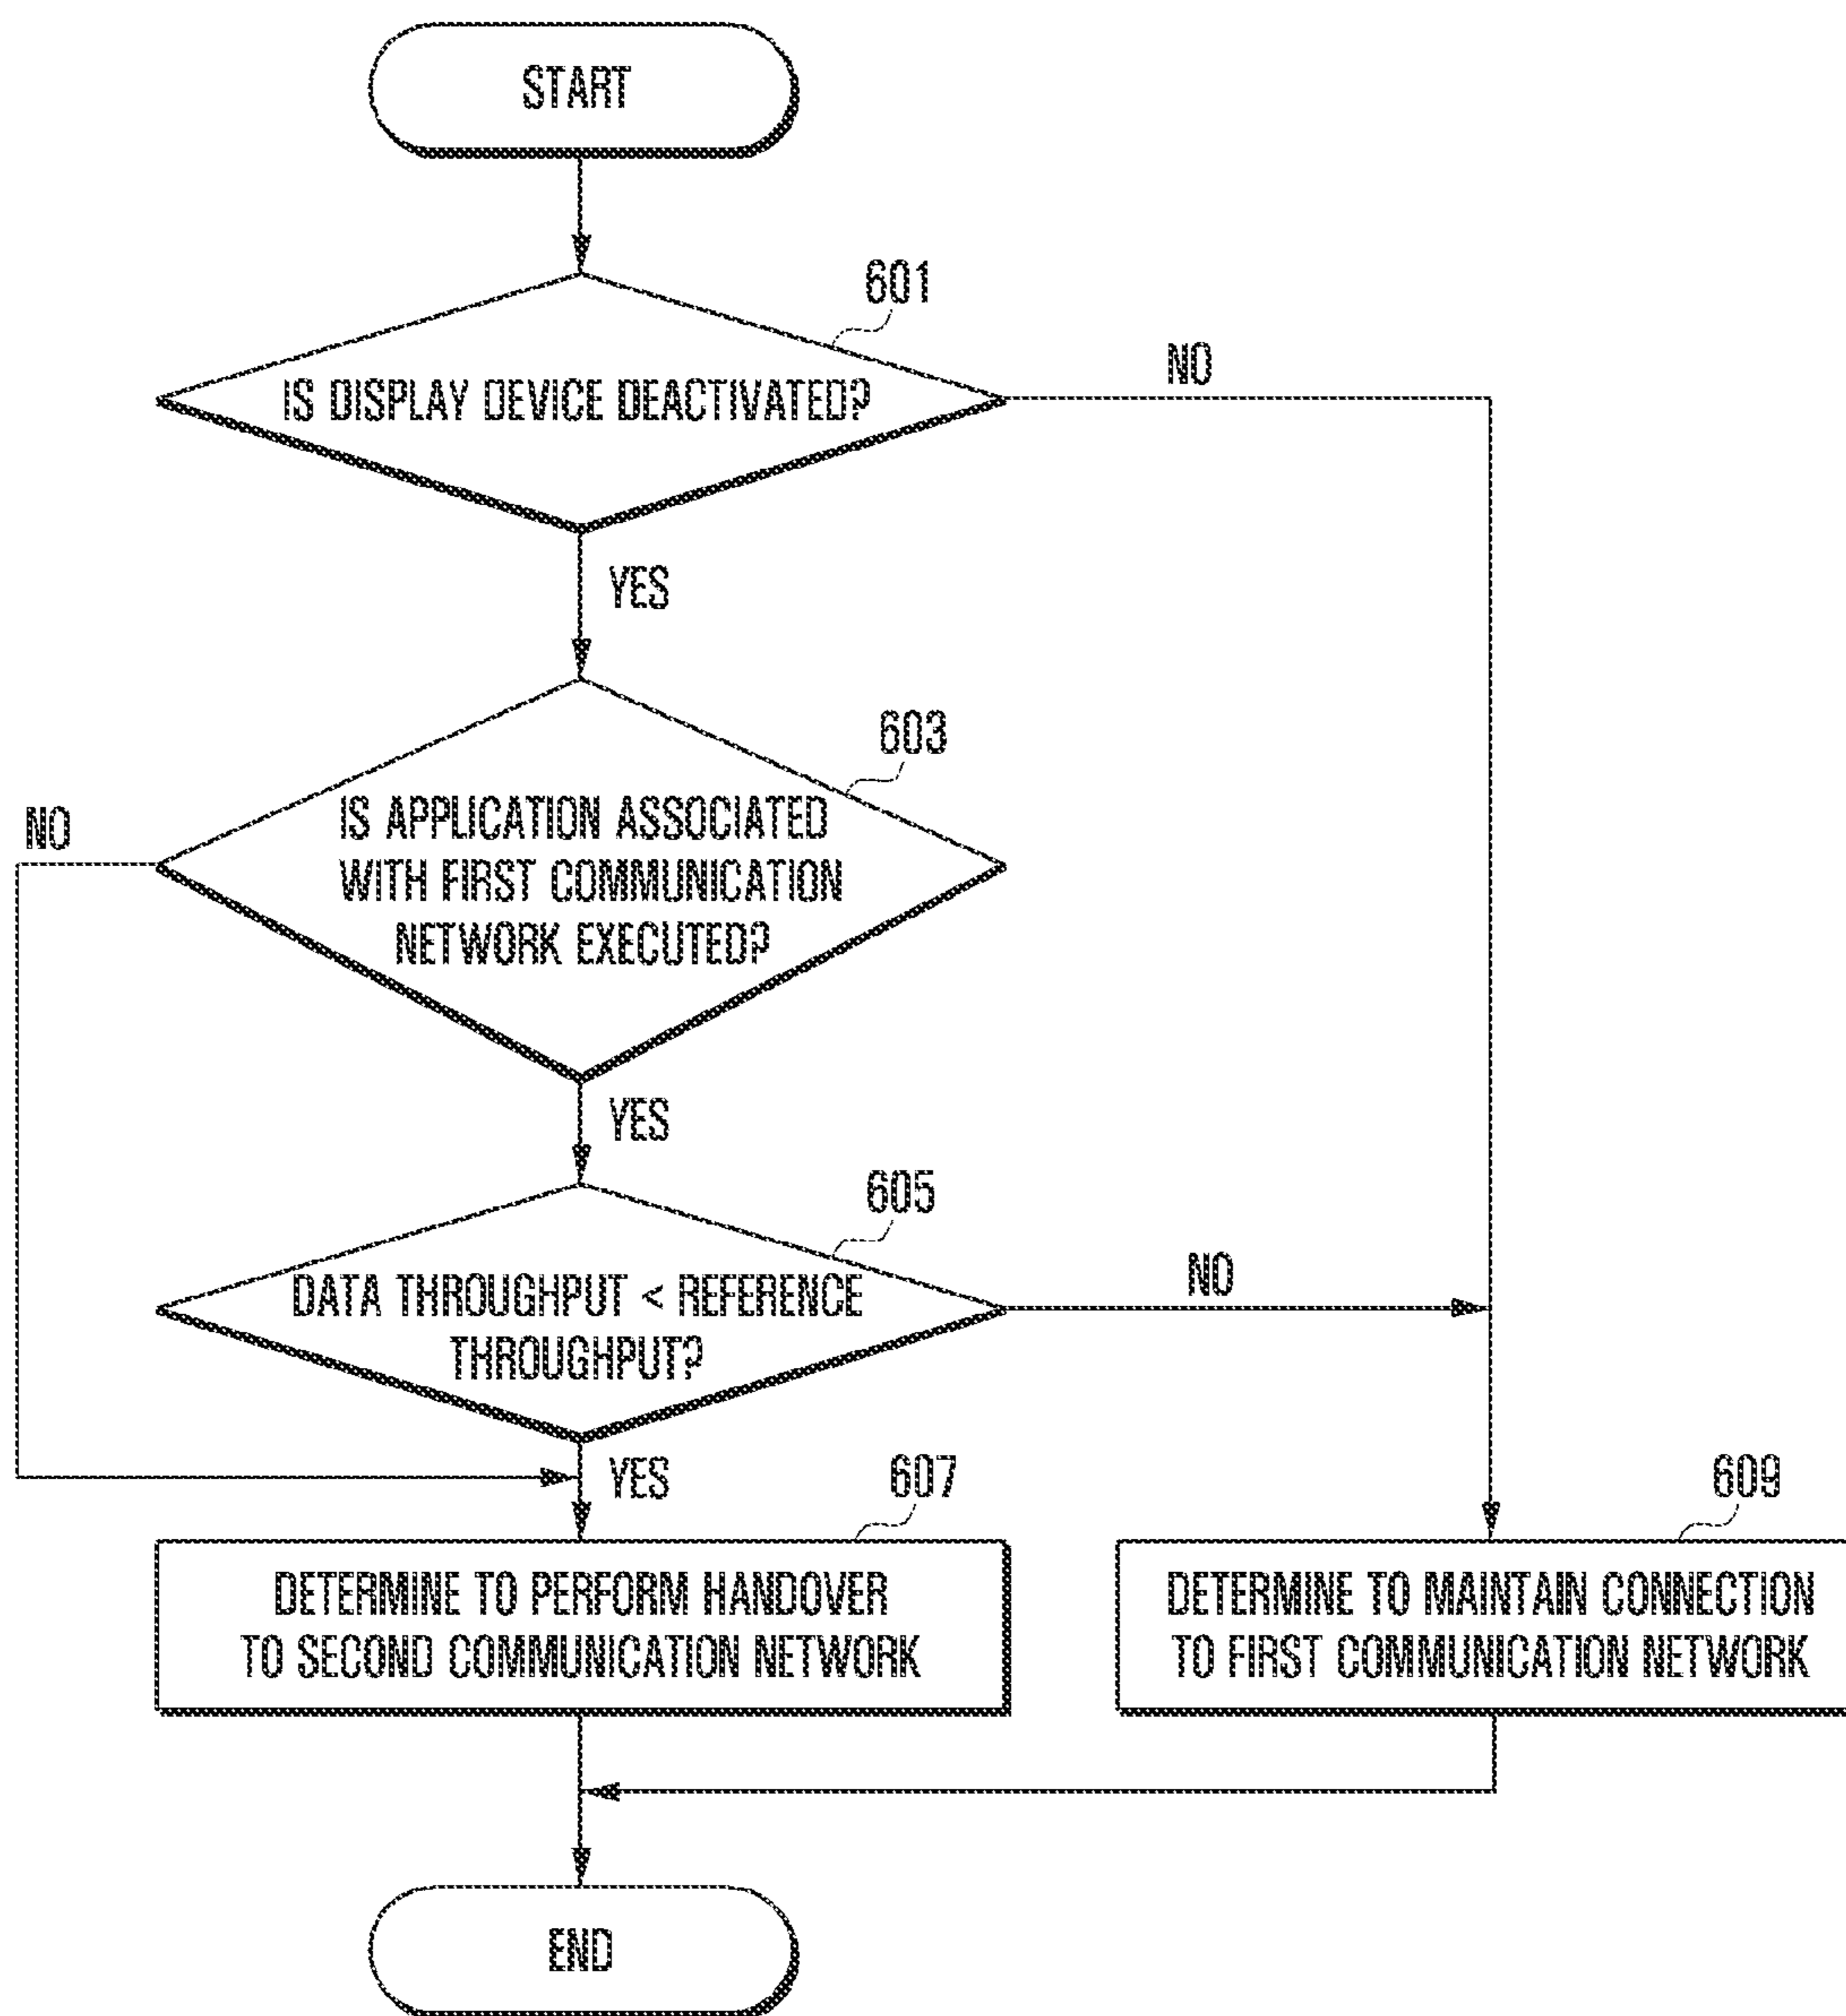 START
601
IS DISPLAY DEVICE DEACTIVATED?
NO
YES
603
NO
IS APPLICATION ASSOCIATED
WITH FIRST COMMUNICATION
NETWORK EXECUTED?
YES
605
DATA THROUGHPUT < REFERENCE
THROUGHPUT?
NO
YES
607
609
DETERMINE TO PERFORM HANDOVER
TO SECOND COMMUNICATION NETWORK
DETERMINE TO MAINTAIN CONNECTION
TO FIRST COMMUNICATION NETWORK
END